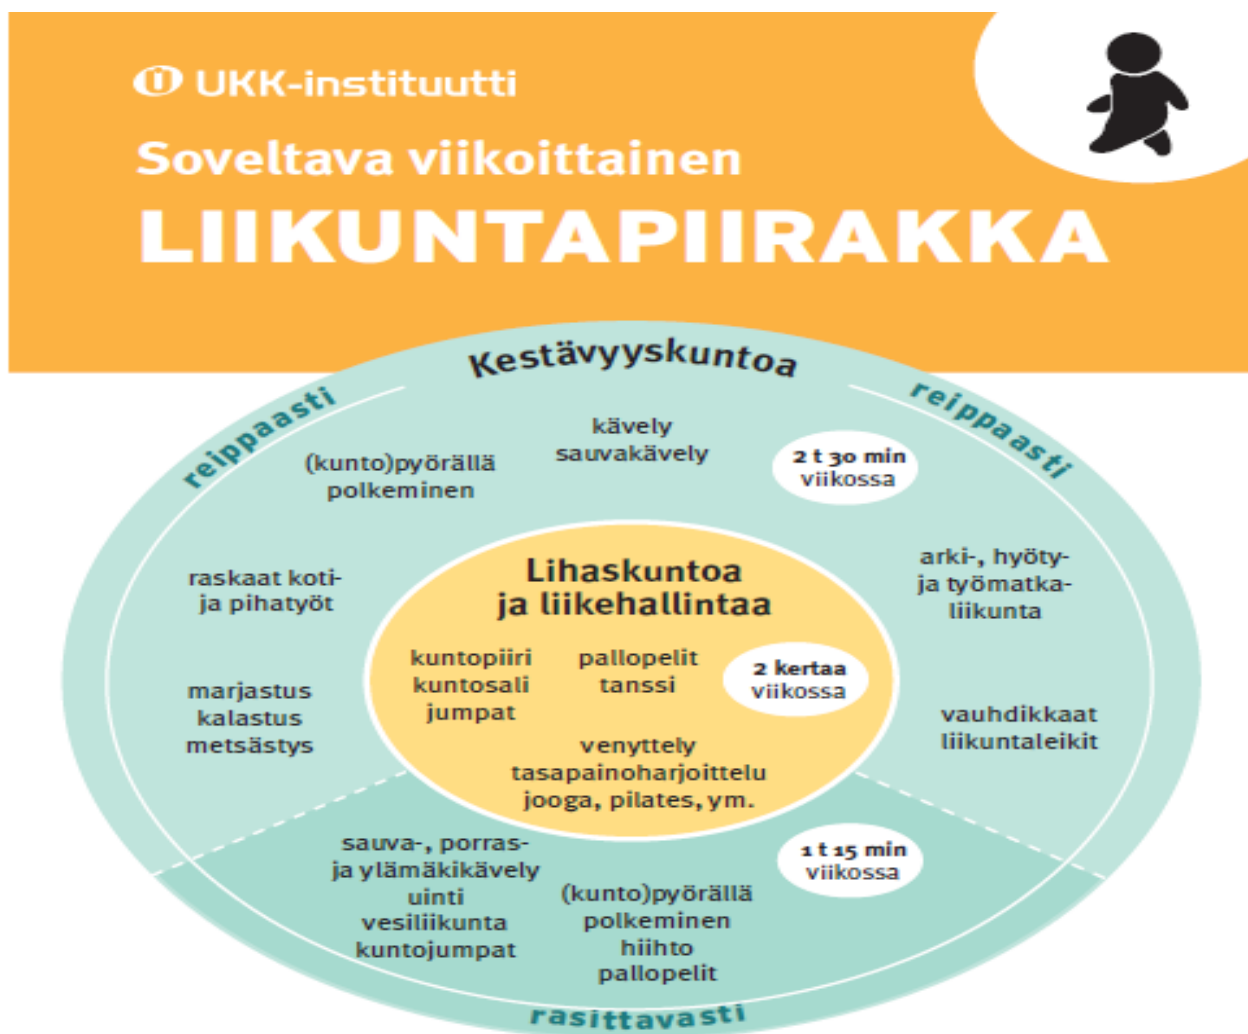 UKK-instituutti
Soveltava viikoittainen
LIIKUNTAPIIRAKKA
Kestävyyskuntoa
reippaasti
reippaasti
kävely
sauvakävely
2 t 30 min
viikossa
(kunto)pyörällä
polkeminen
raskaat koti-
ja pihatyöt
arki-, hyöty-
ja työmatka-
liikunta
marjastus
kalastus
metsästys
vauhdikkaat
liikuntaleikit
Lihaskuntoa
ja liikehallintaa
kuntopiiri
kuntosali
jumpat
pallopelit
tanssi
2 kertaa
viikossa
venyttely
tasapainoharjoittelu
jooga, pilates, ym.
sauva-, porras-
ja ylämäkikävely
uinti
vesiliikunta
kuntojumpat
(kunto)pyörällä
polkeminen
hiihto
pallopelit
1 t 15 min
viikossa
rasittavasti